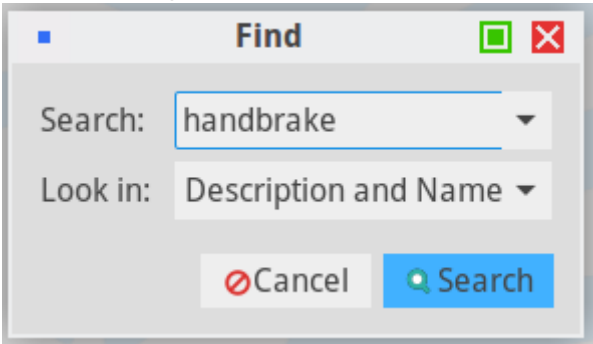 Find
Search: handbrake
Look in: Description and Name
Cancel Search